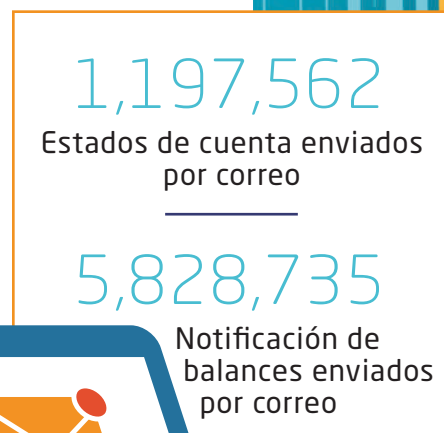 1,197,562
Estados de cuenta enviados
por correo
5,828,735
Notificación de
balances enviados
por correo